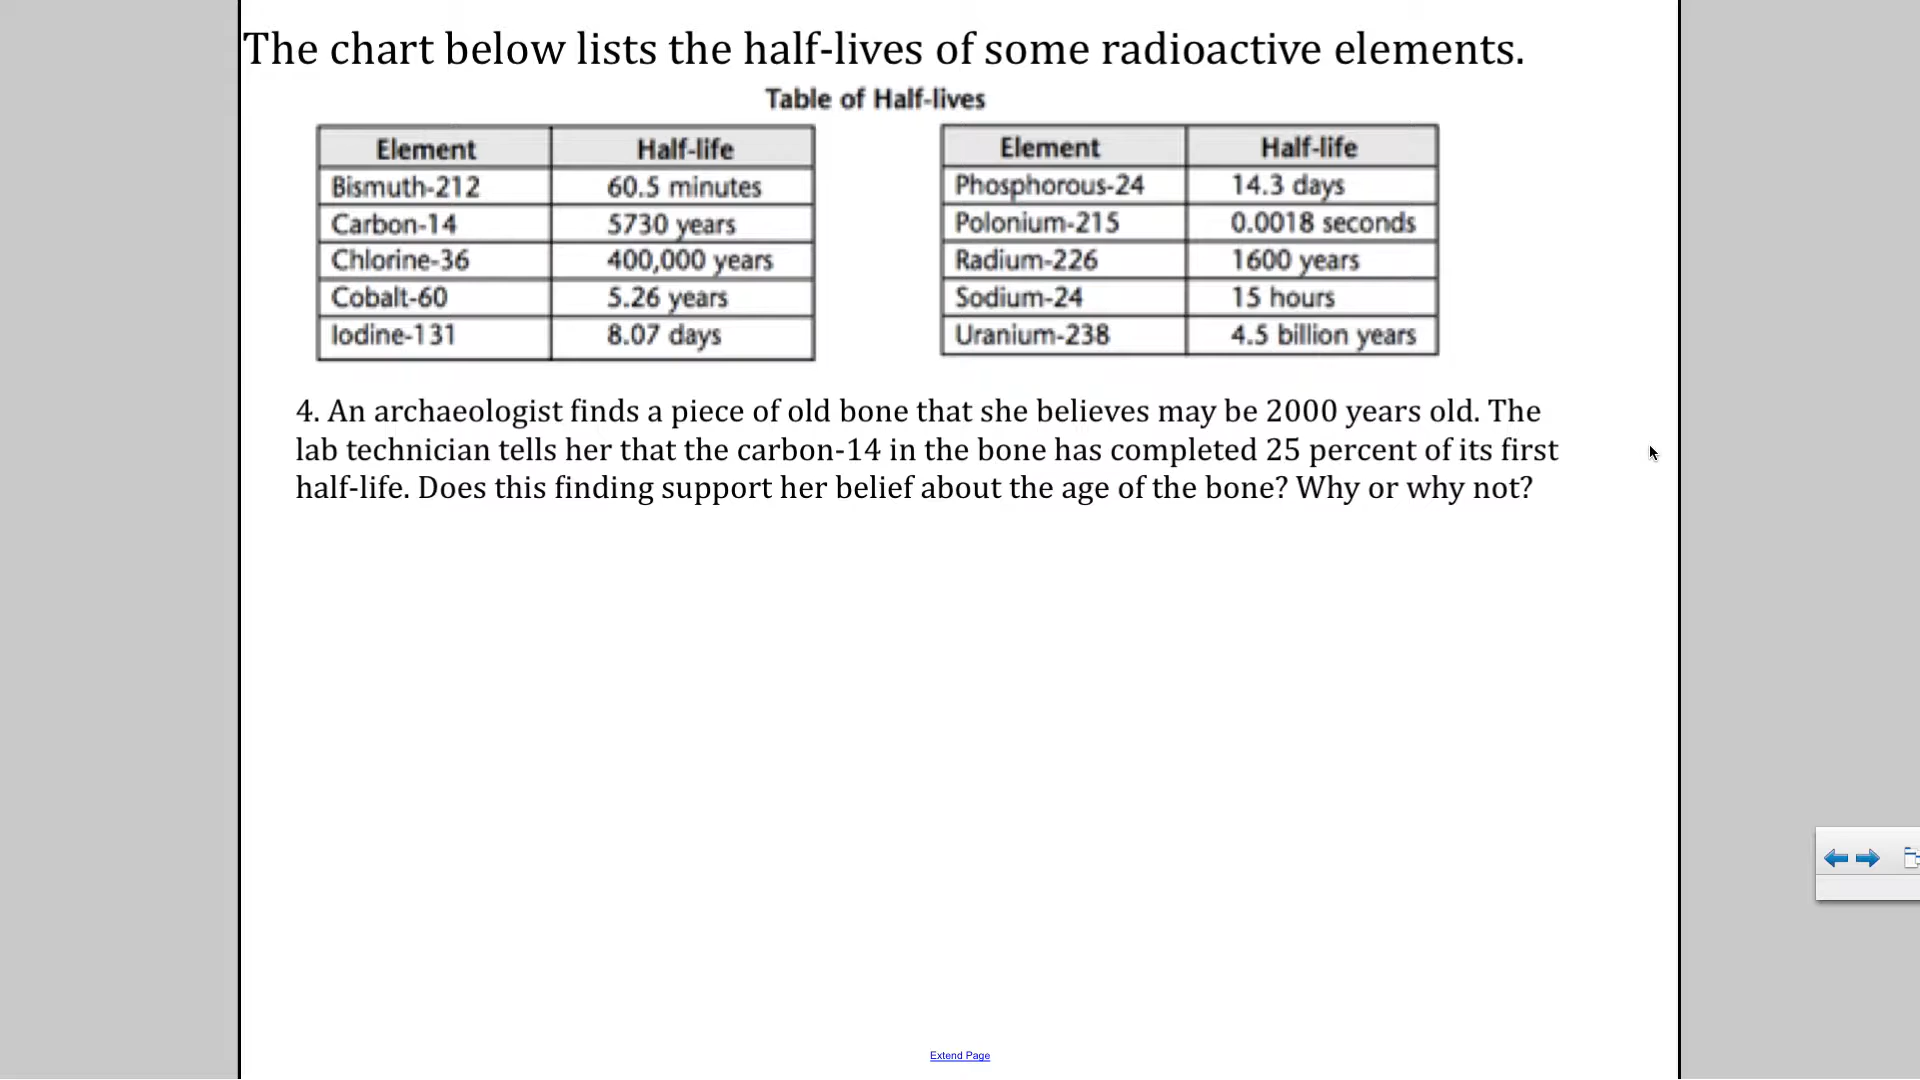 The chart below lists the half-lives of some radioactive elements.
Table of Half-lives
Element Half-life
Bismuth-212 60.5 minutes
Carbon-14 5730 years
Chlorine-36 400,000 years
Cobalt-60 5.26 years
Iodine-131 8.07 days
Element Half-life
Phosphorous-24 14.3 days
Polonium-215 0.0018 seconds
Radium-226 1600 years
Sodium-24 15 hours
Uranium-238 4.5 billion years
4. An archaeologist finds a piece of old bone that she believes may be 2000 years old. The
lab technician tells her that the carbon-14 in the bone has completed 25 percent of its first
half-life. Does this finding support her belief about the age of the bone? Why or why not?
Extend Page